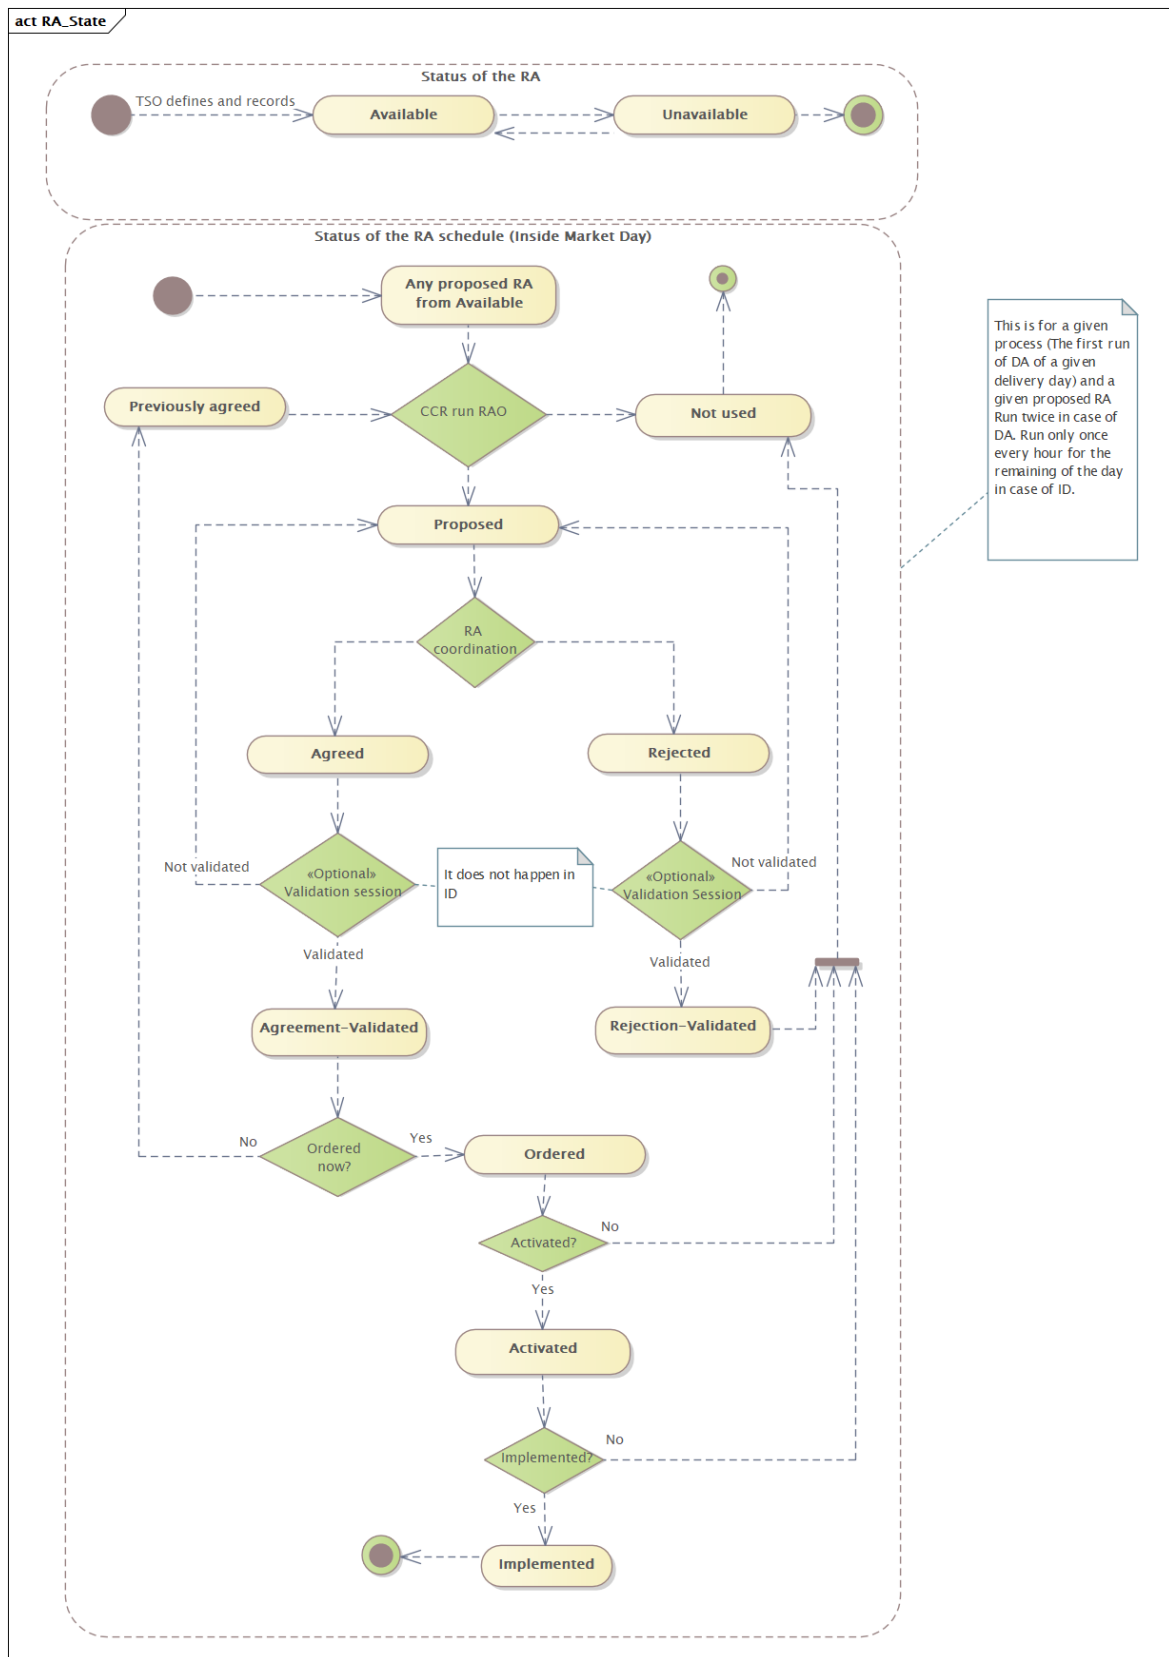 act RA_State
Status of the RA
TSO defines and records
Available
Unavailable
Status of the RA schedule (Inside Market Day)
Any proposed RA
from Available
This is for a given
process (The first run
of DA of a given
delivery day) and a
given proposed RA
Run twice in case of
DA. Run only once
every hour for the
remaining of the day
in case of ID.
Previously agreed
CCR run RAO
Not used
Proposed
RA
coordination
Agreed
Rejected
Not validated
«Optional»
Validation session
It does not happen in
ID
«Optional»
Validation Session
Not validated
Validated
Validated
Agreement-Validated
Rejection-Validated
No
Ordered
now?
Yes
Ordered
Activated?
No
Yes
Activated
Implemented?
No
Yes
Implemented